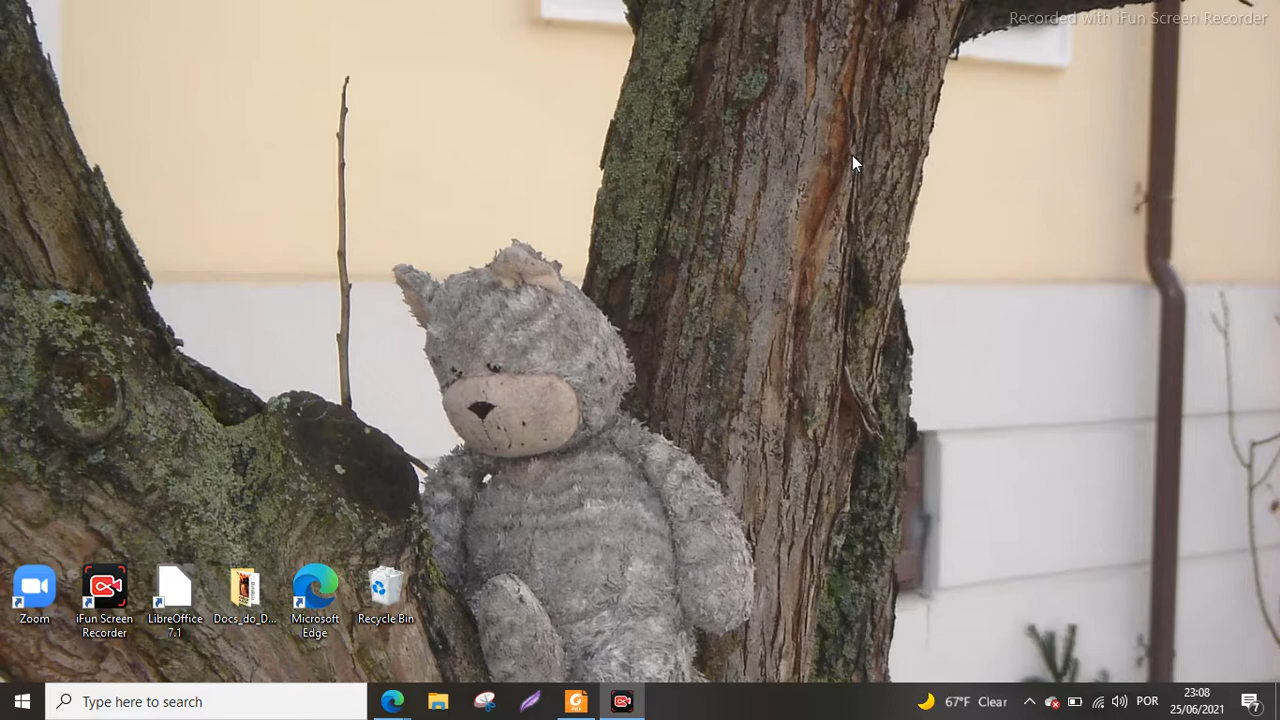 Recorded with iFun Screen Recorder
Zoom
iFun Screen
Recorder
LibreOffice
7.1
Docs_do_D...
Microsoft
Edge
Recycle Bin
Type here to search
67°F Clear
POR
23:08
25/06/2021
7